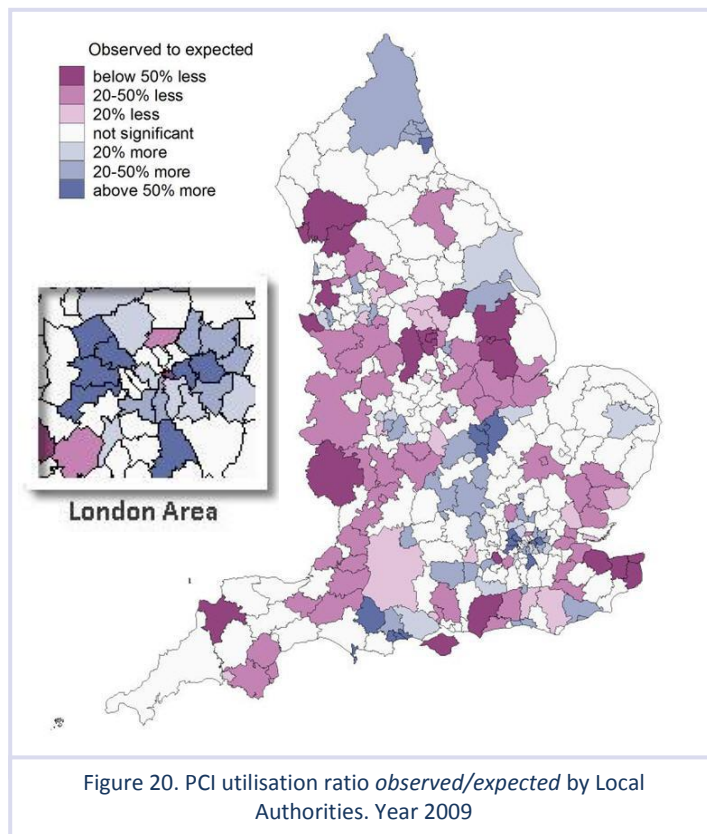 Observed to expected
below 50% less
20-50% less
20% less
not significant
20% more
20-50% more
above 50% more
London Area
Figure 20. PCI utilisation ratio observed/expected by Local
Authorities. Year 2009